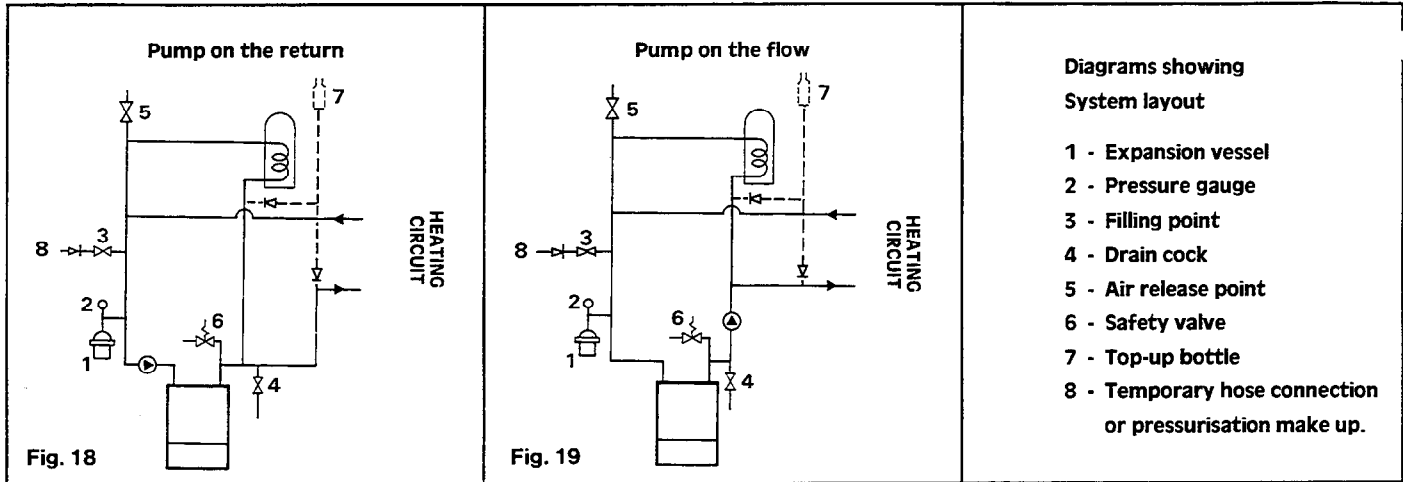 Pump on the return
5
7
3
8
HEATING
CIRCUIT
2
6
1
4
Fig. 18
Pump on the flow
5
7
3
8
HEATING
CIRCUIT
2
6
1
4
Fig. 19
Diagrams showing
System layout
1 - Expansion vessel
2 - Pressure gauge
3 - Filling point
4 - Drain cock
5 - Air release point
6 - Safety valve
7 - Top-up bottle
8 - Temporary hose connection
or pressurisation make up.